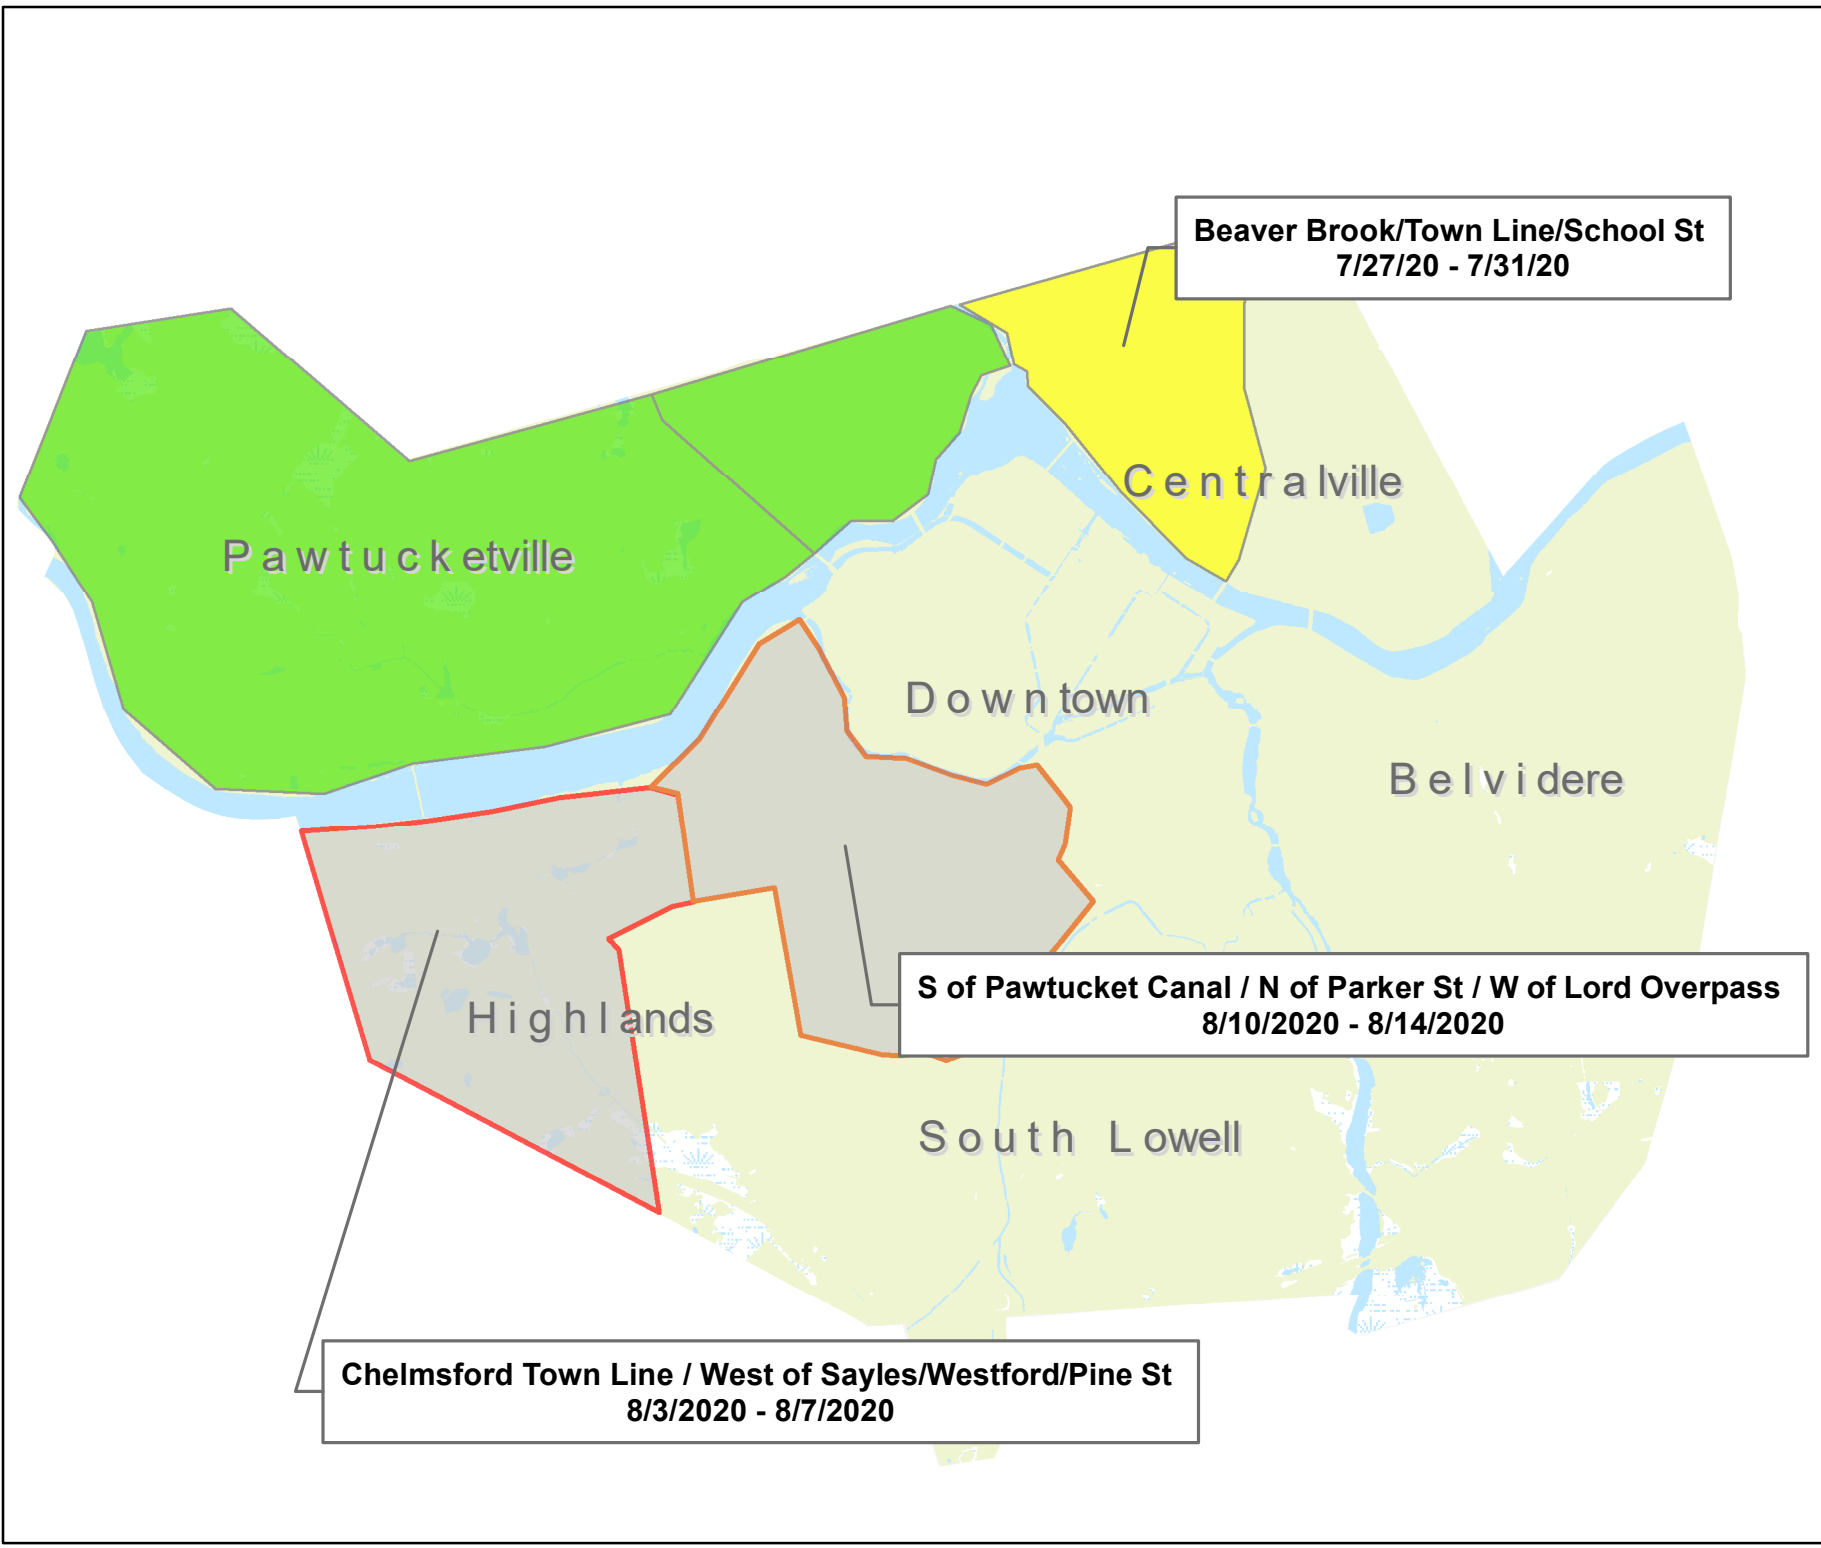 Beaver Brook/Town Line/School St
7/27/20 - 7/31/20
Centralville
Pawtucketville
Downtown
Belvidere
S of Pawtucket Canal / N of Parker St / W of Lord Overpass
8/10/2020 - 8/14/2020
Highlands
South Lowell
Chelmsford Town Line / West of Sayles/Westford/Pine St
8/3/2020 - 8/7/2020